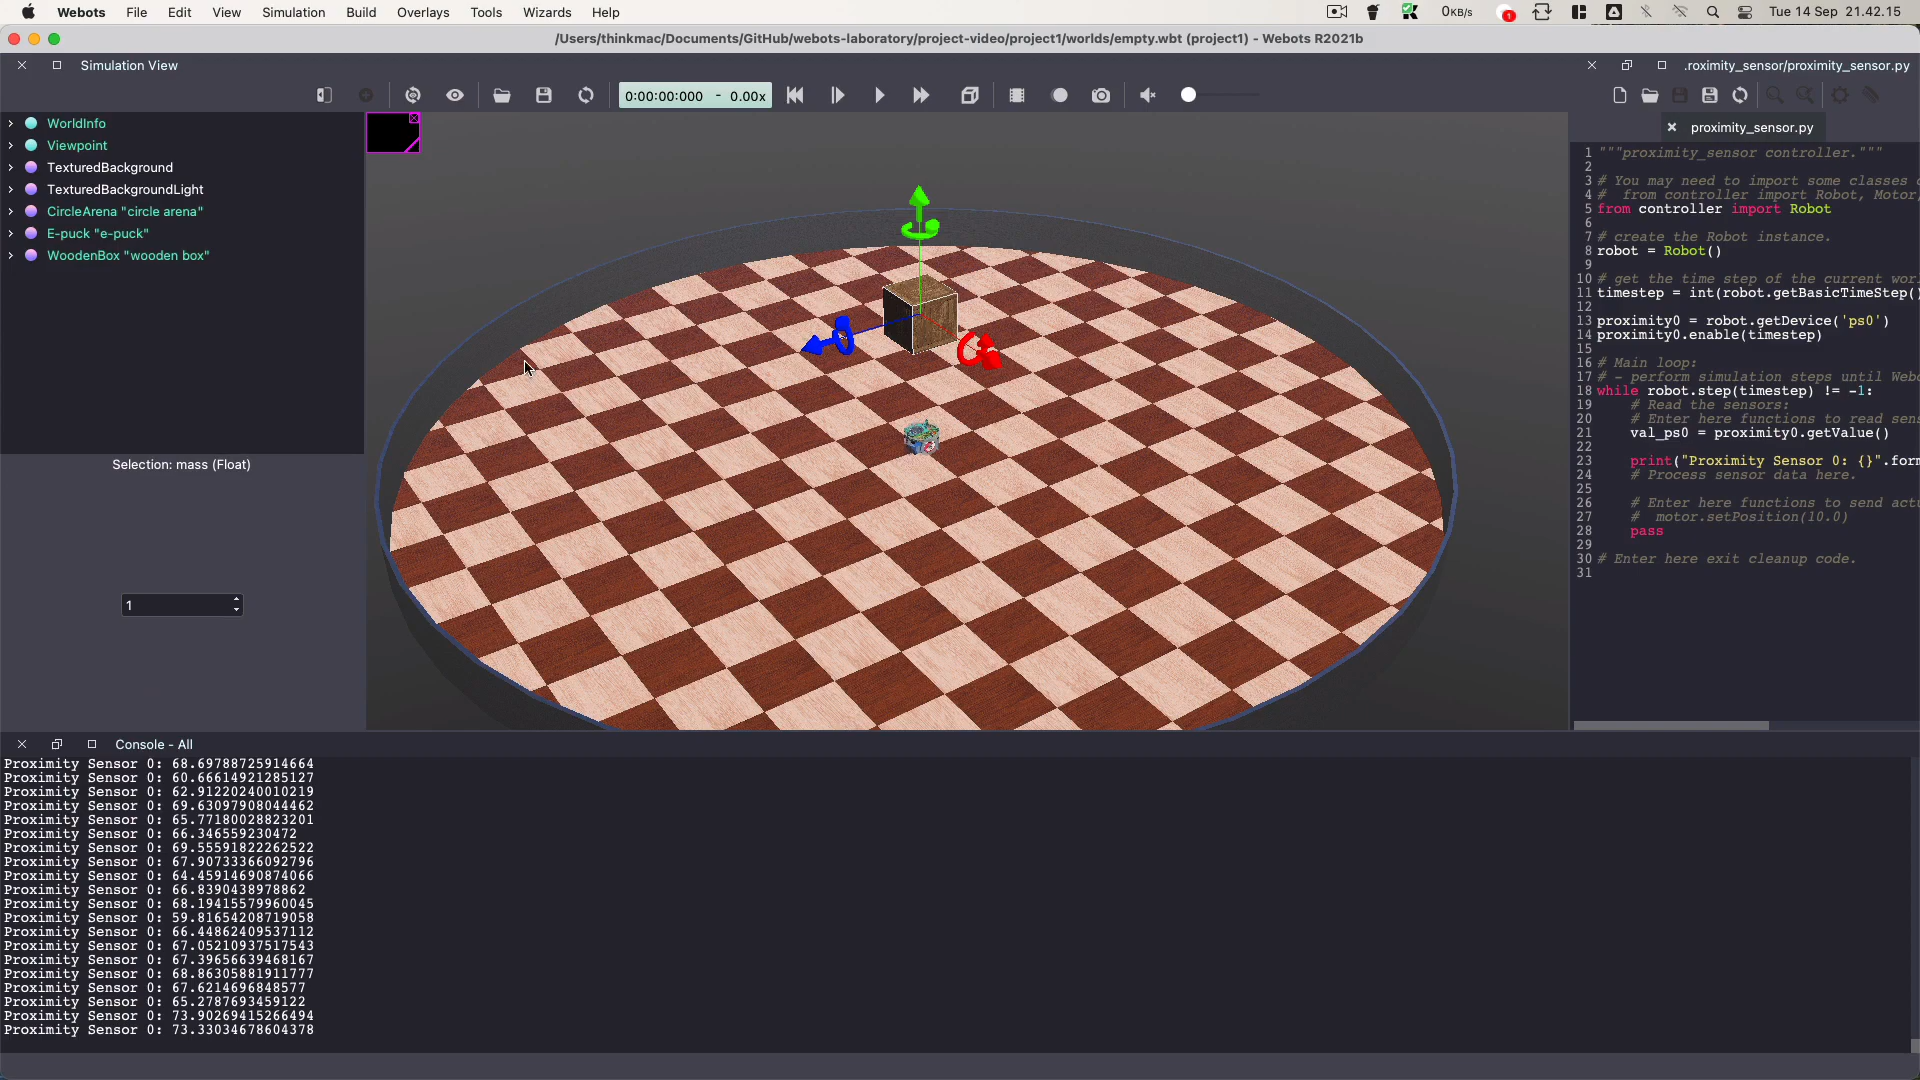 Webots File Edit View Simulation Build Overlays Tools Wizards Help 0KB/s 1 Tue 14 Sep 21.42.15
/Users/thinkmac/Documents/GitHub/webots-laboratory/project-video/project1/worlds/empty.wbt (project1) - Webots R2021b
Simulation View
0:00:00:000 - 0.00x
WorldInfo
Viewpoint
TexturedBackground
TexturedBackgroundLight
CircleArena "circle arena"
E-puck "e-puck"
WoodenBox "wooden box"
Selection: mass (Float)
1
.roximity_sensor/proximity_sensor.py
proximity_sensor.py
1 """proximity_sensor controller."""
2
3 # You may need to import some classes
4 # from controller import Robot, Motor,
5 from controller import Robot
6
7 # create the Robot instance.
8 robot = Robot()
9
10 # get the time step of the current
11 timestep = int(robot.getBasicTimeStep()
12
13 proximity0 = robot.getDevice('ps0')
14 proximity0.enable(timestep)
15
16 # Main loop:
17 # - perform simulation steps until
18 while robot.step(timestep) != -1:
19 # Read the sensors:
20 # Enter here functions to read
21 val_ps0 = proximity0.getValue()
22
23 print("Proximity Sensor 0: {}".form
24 # Process sensor data here.
25
26 # Enter here functions to send
27 # motor.setPosition(10.0)
28 pass
29
30 # Enter here exit cleanup code.
31
Console - All
Proximity Sensor 0: 68.69788725914664
Proximity Sensor 0: 60.66614921285127
Proximity Sensor 0: 62.91220240010219
Proximity Sensor 0: 69.63097908044462
Proximity Sensor 0: 65.77180028823201
Proximity Sensor 0: 66.346559230472
Proximity Sensor 0: 69.55591822262522
Proximity Sensor 0: 67.90733366092796
Proximity Sensor 0: 64.45914690874066
Proximity Sensor 0: 66.8390438978862
Proximity Sensor 0: 68.19415579960045
Proximity Sensor 0: 59.81654208719058
Proximity Sensor 0: 66.44862409537112
Proximity Sensor 0: 67.05210937517543
Proximity Sensor 0: 67.39656639468167
Proximity Sensor 0: 68.86305881911777
Proximity Sensor 0: 67.6214696848577
Proximity Sensor 0: 65.2787693459122
Proximity Sensor 0: 73.90269415266494
Proximity Sensor 0: 73.33034678604378